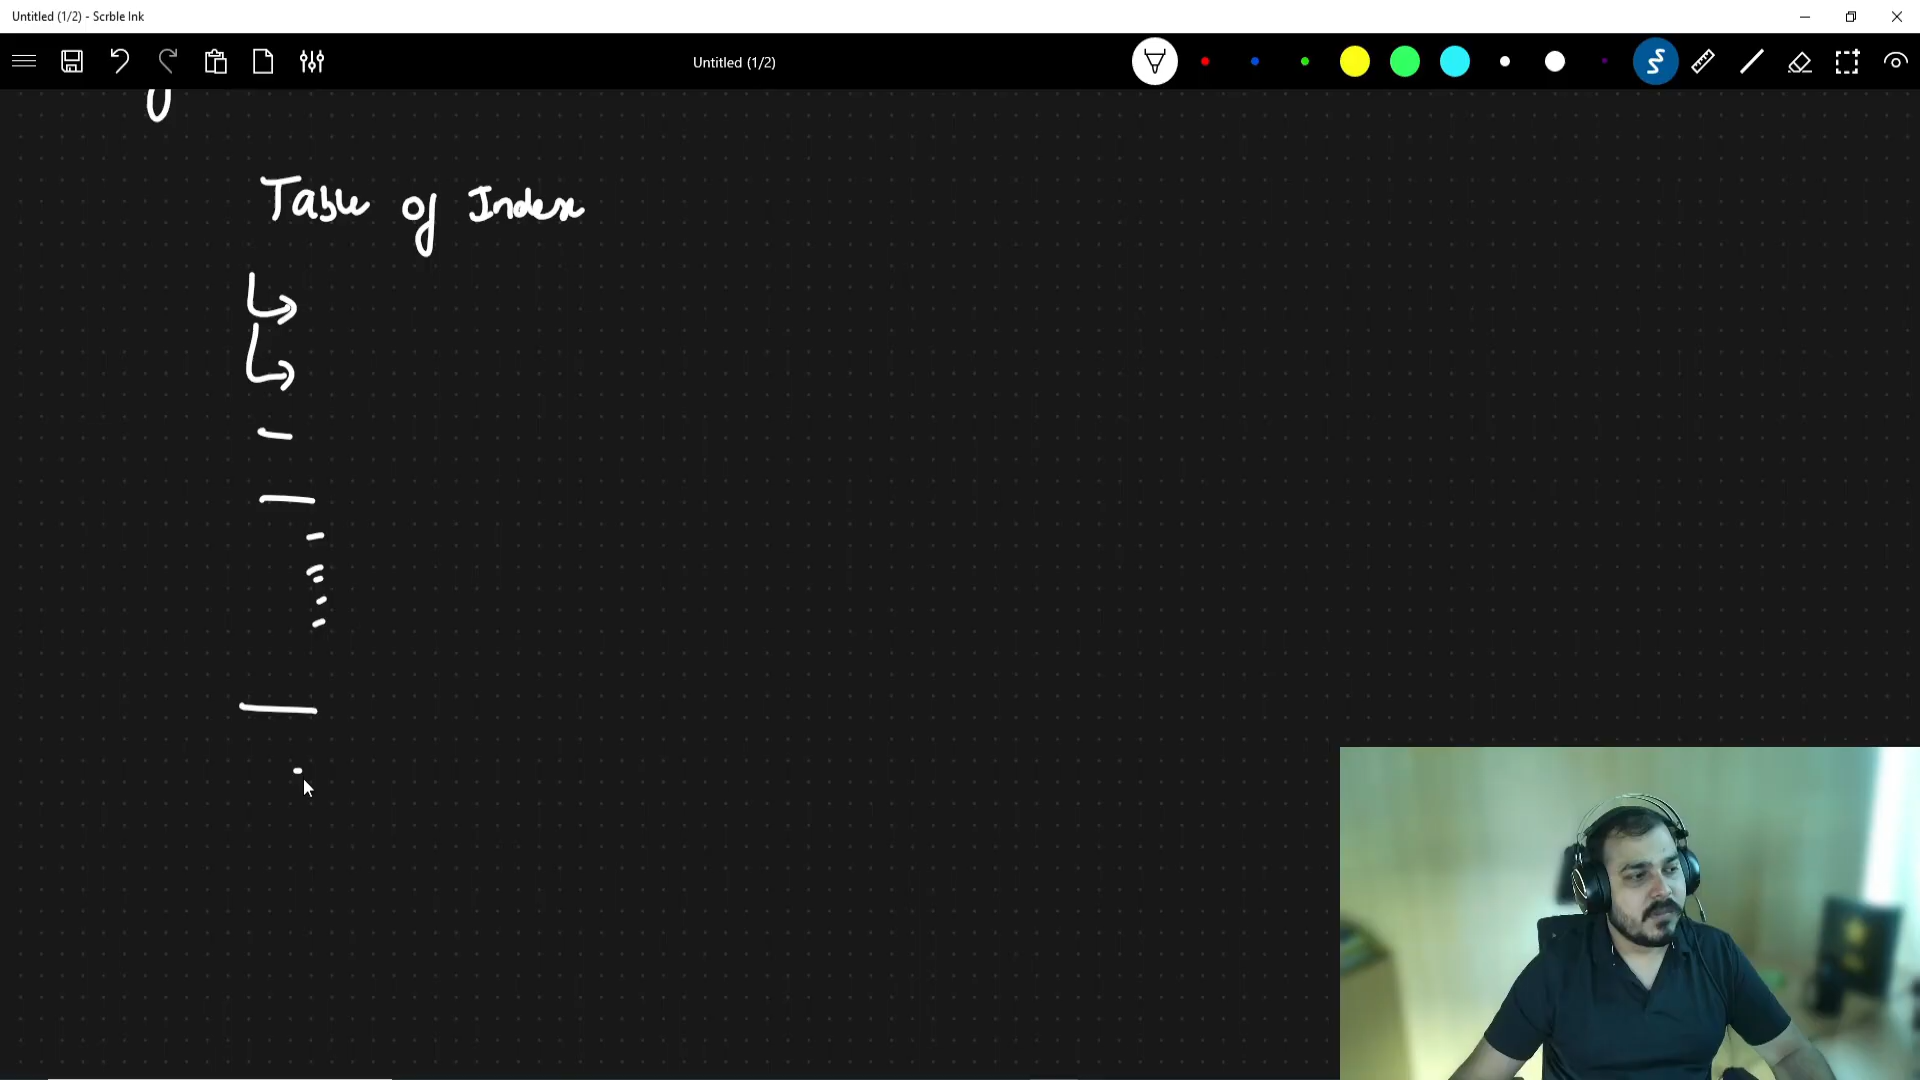 Untitled (1/2) - Scrble Ink
Untitled (1/2)
Table of Index